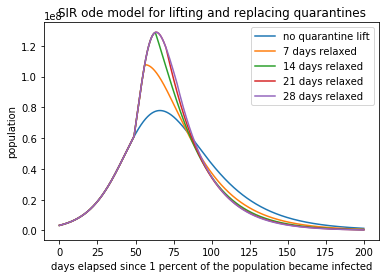 SIR ode model for lifting and replacing quarantines
1e8
no quarantine lift
7 days relaxed
14 days relaxed
21 days relaxed
28 days relaxed
population
1.2
1.0
0.8
0.6
0.4
0.2
0.0
0 25 50 75 100 125 150 175 200
days elapsed since 1 percent of the population became infected